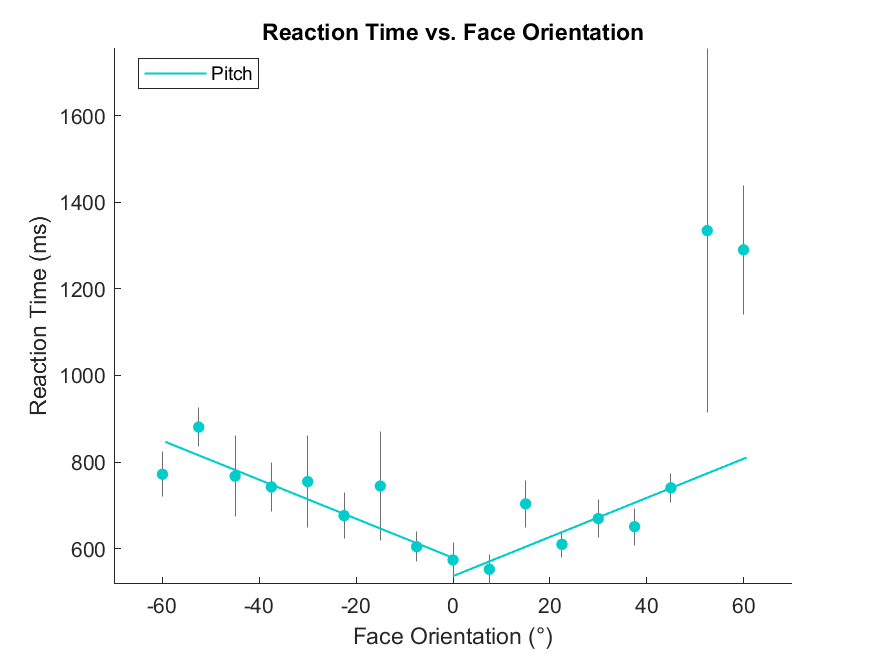 Reaction Time vs. Face Orientation
Pitch
Reaction Time (ms)
1600
1400
1200
1000
800
600
-60 -40 -20 0 20 40 60
Face Orientation (°)